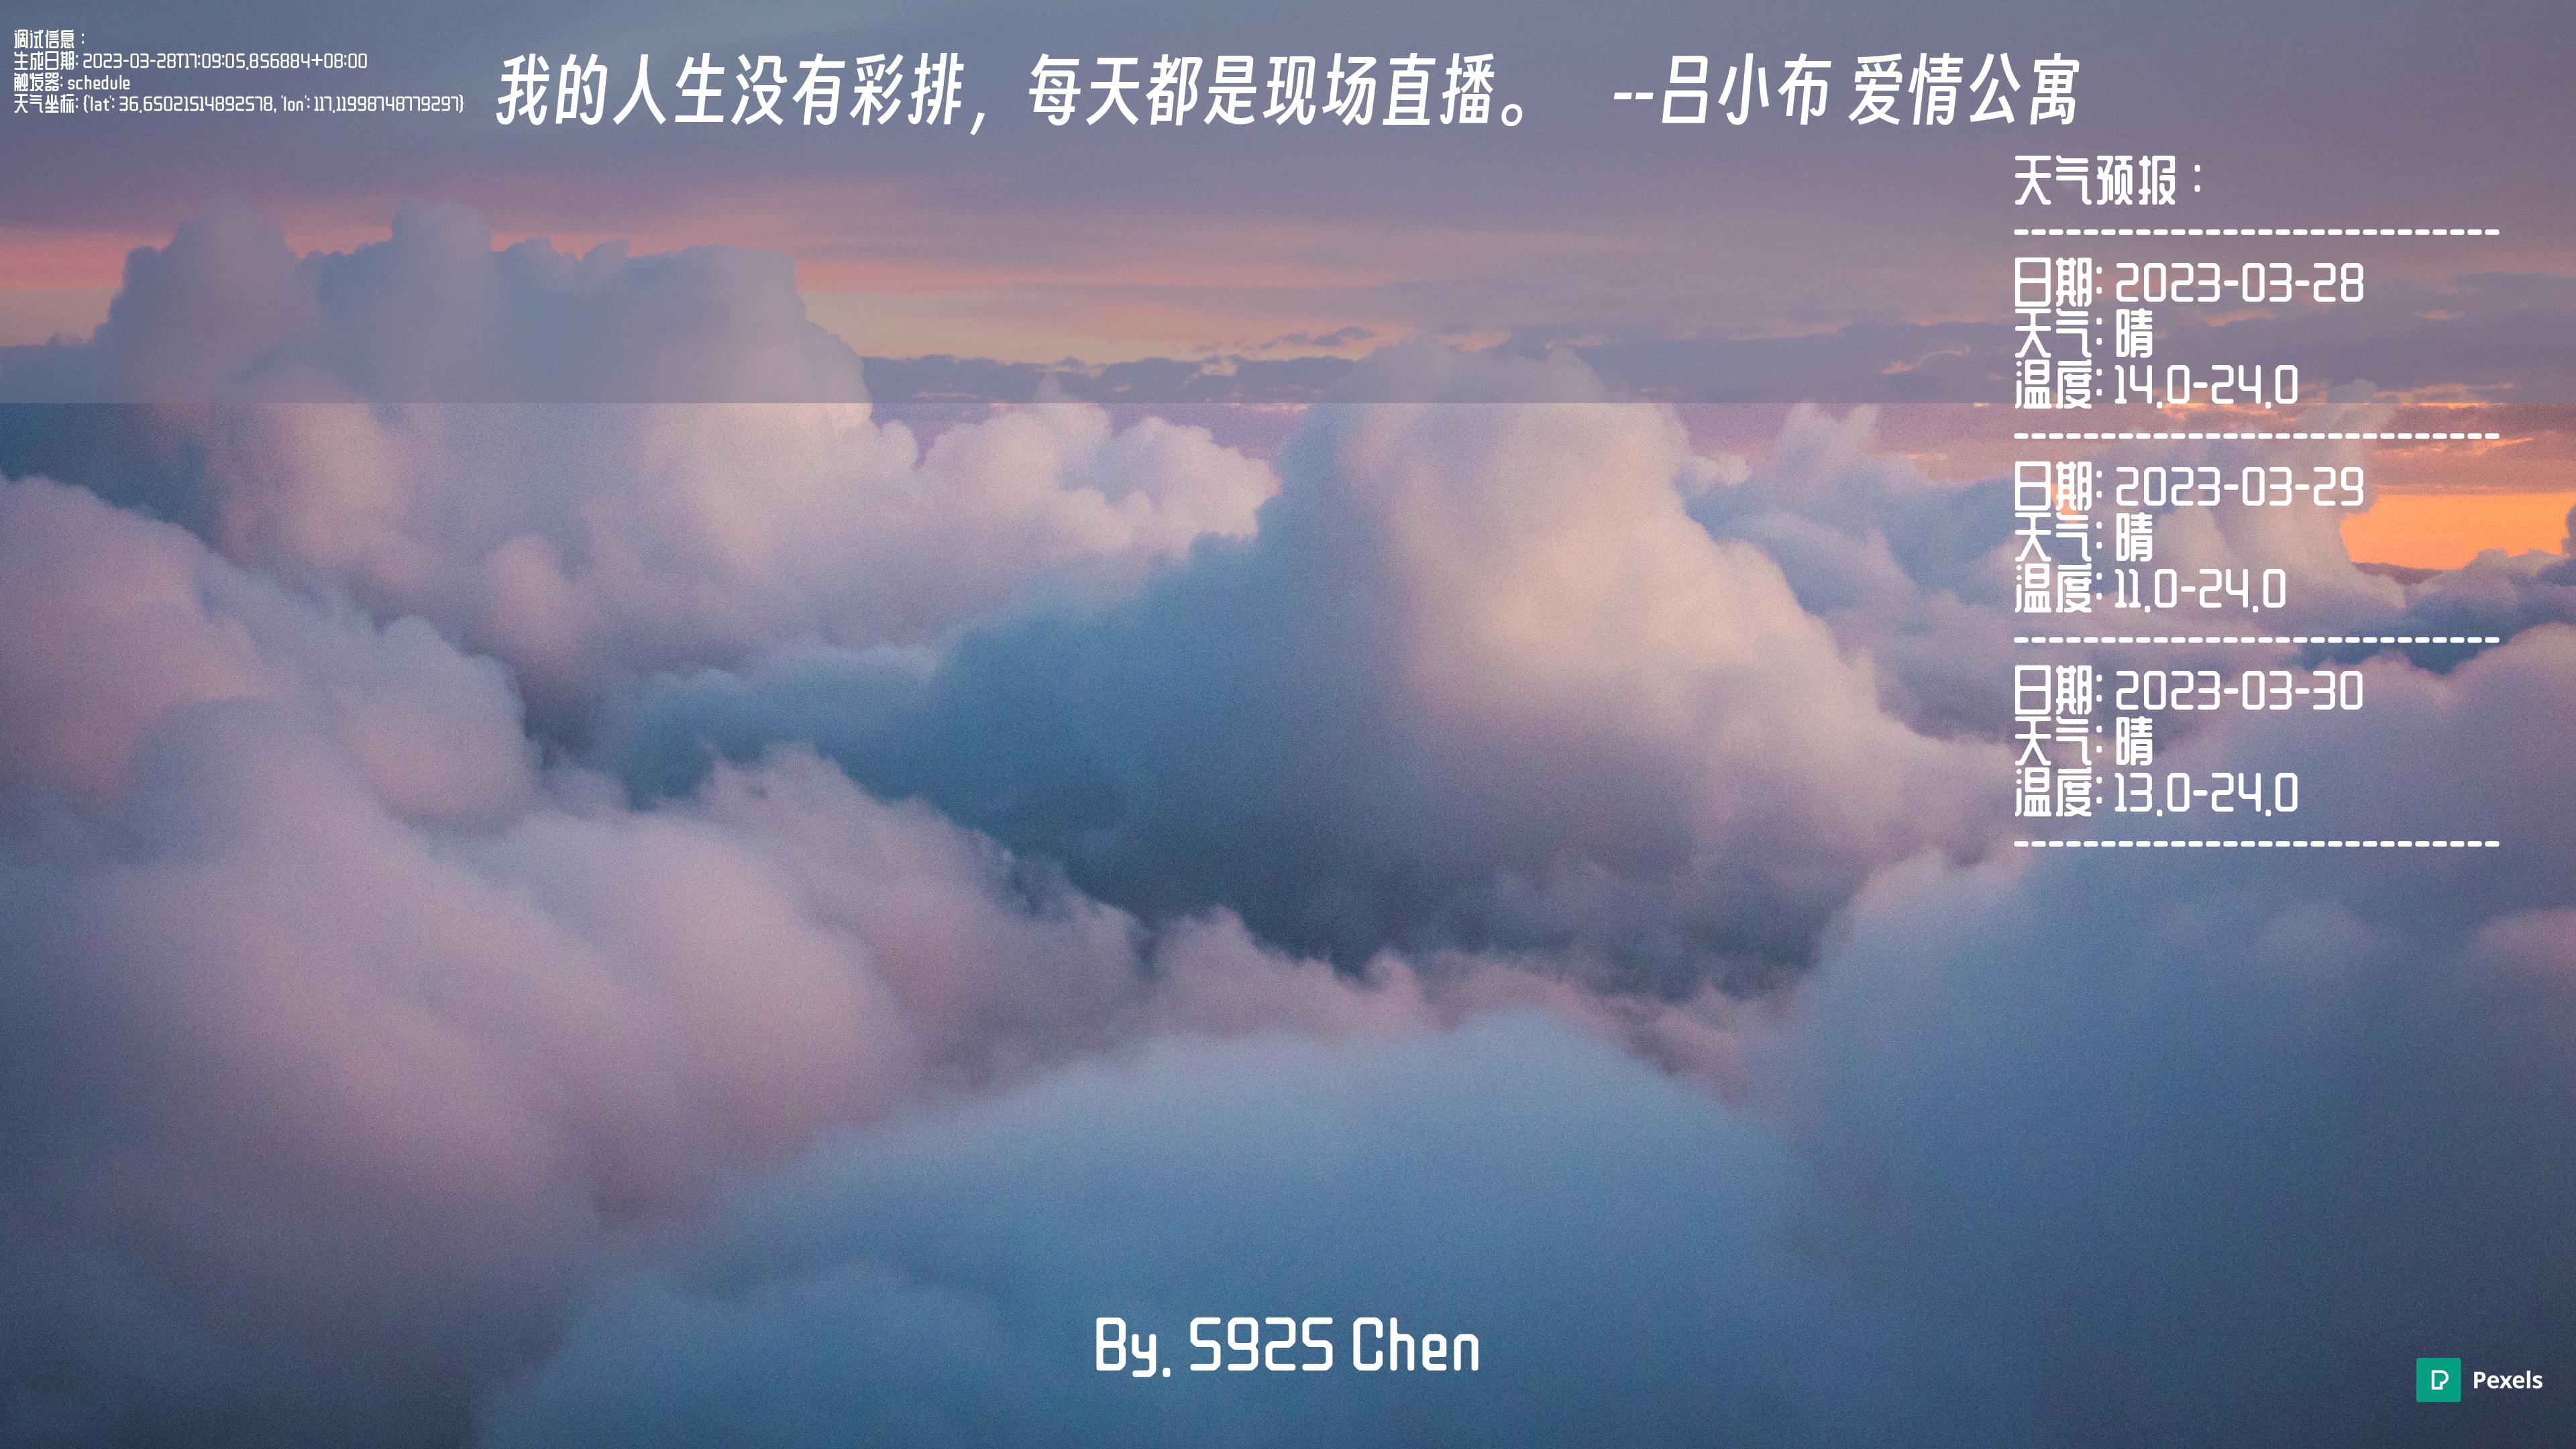 调试信息：
生成日期: 2023-03-28T17:09:05.856884+08:00
触发器: schedule
天气坐标: {'lat': 36.65021514892578, 'lon': 117.11998748779297}
我的人生没有彩排，每天都是现场直播。 --吕小布 爱情公寓
天气预报：
----------------------------
日期: 2023-03-28
天气: 晴
温度: 14.0-24.0
----------------------------
日期: 2023-03-29
天气: 晴
温度: 11.0-24.0
----------------------------
日期: 2023-03-30
天气: 晴
温度: 13.0-24.0
----------------------------
By. S925 Chen
Pexels